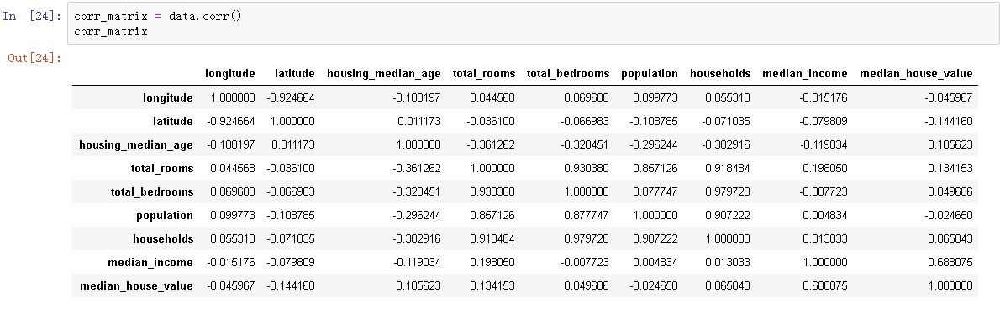 In [24]: corr_matrix = data.corr()
corr_matrix
Out[24]:
longitude latitude housing_median_age total_rooms total_bedrooms population households median_income median_house_value
longitude 1.000000 -0.924664 -0.108197 0.044568 0.069608 0.099773 0.055310 -0.015176 -0.045967
latitude -0.924664 1.000000 0.011173 -0.036100 -0.066983 -0.108785 -0.071035 -0.079809 -0.144160
housing_median_age -0.108197 0.011173 1.000000 -0.361262 -0.320451 -0.296244 -0.302916 -0.119034 0.105623
total_rooms 0.044568 -0.036100 -0.361262 1.000000 0.930380 0.857126 0.918484 0.198050 0.134153
total_bedrooms 0.069608 -0.066983 -0.320451 0.930380 1.000000 0.877747 0.979728 -0.007723 0.049686
population 0.099773 -0.108785 -0.296244 0.857126 0.877747 1.000000 0.907222 0.004834 -0.024650
households 0.055310 -0.071035 -0.302916 0.918484 0.979728 0.907222 1.000000 0.013033 0.065843
median_income -0.015176 -0.079809 -0.119034 0.198050 -0.007723 0.004834 0.013033 1.000000 0.688075
median_house_value -0.045967 -0.144160 0.105623 0.134153 0.049686 -0.024650 0.065843 0.688075 1.000000